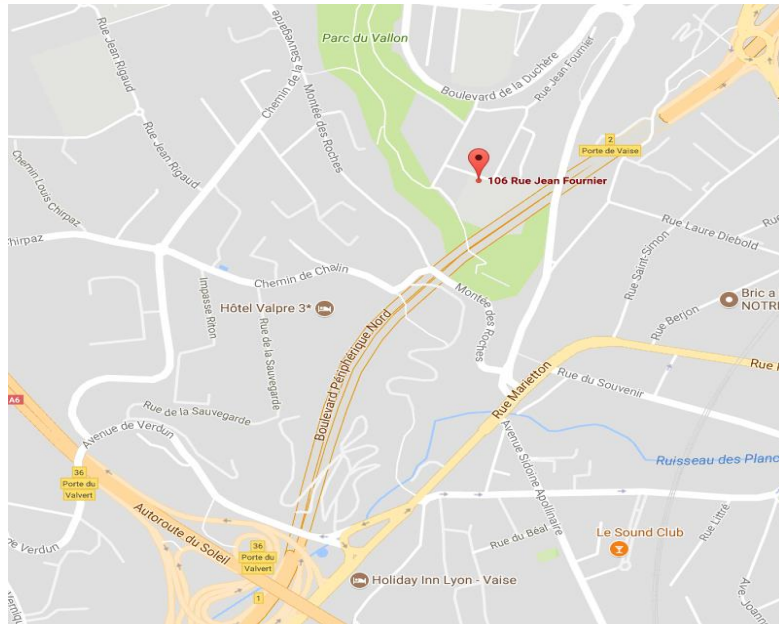 Parc du Vallon
Rue Jean Rigaud
Chemin de la
Sauvegarde
Montée des Roches
Boulevard de la Duchère
Rue Jean Fournier
2
Porte de Vaise
Rue Jean Rigaud
Chemin Louis Chirpaz
106 Rue Jean Fournier
Rue Laure Diebold
Chirpaz
Rue Saint-Simon
Chemin de Chalin
Impasse Riton
Hôtel Valpre 3*
Rue de la Sauvegarde
Boulevard Périphérique Nord
Montée des
Roches
Bric a
NOTRE
Rue Berjon
Rue Marietton
Rue du Souvenir
A6
Rue de la Sauvegarde
Avenue de Verdun
36
Porte du
Valvert
Autoroute du Soleil
Avenue Sidoine Apollinaire
Ruisseau des Planc
Rue du Béal
Le Sound Club
Rue Littré
de Verdun
36
Porte du
Valvert
1
Holiday Inn Lyon - Vaise
Ave. Joann